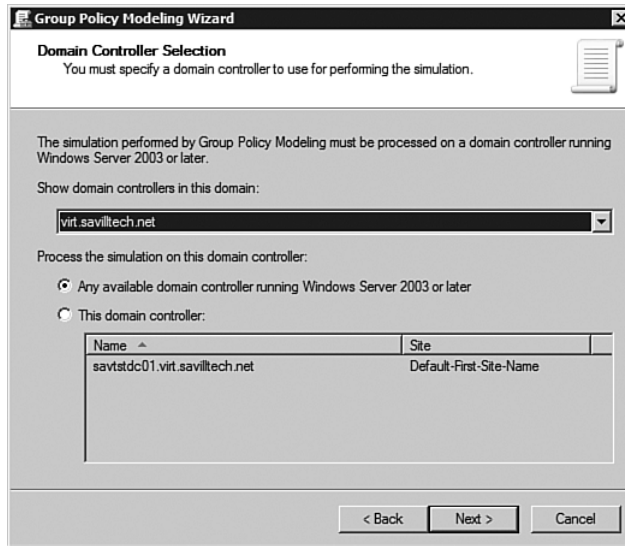 Group Policy Modeling Wizard
Domain Controller Selection
You must specify a domain controller to use for performing the simulation.
The simulation performed by Group Policy Modeling must be processed on a domain controller running
Windows Server 2003 or later.
Show domain controllers in this domain:
virt.savilltech.net
Process the simulation on this domain controller:
Any available domain controller running Windows Server 2003 or later
This domain controller:
Name Site
savtstdc01.virt.savilltech.net Default-First-Site-Name
< Back Next > Cancel